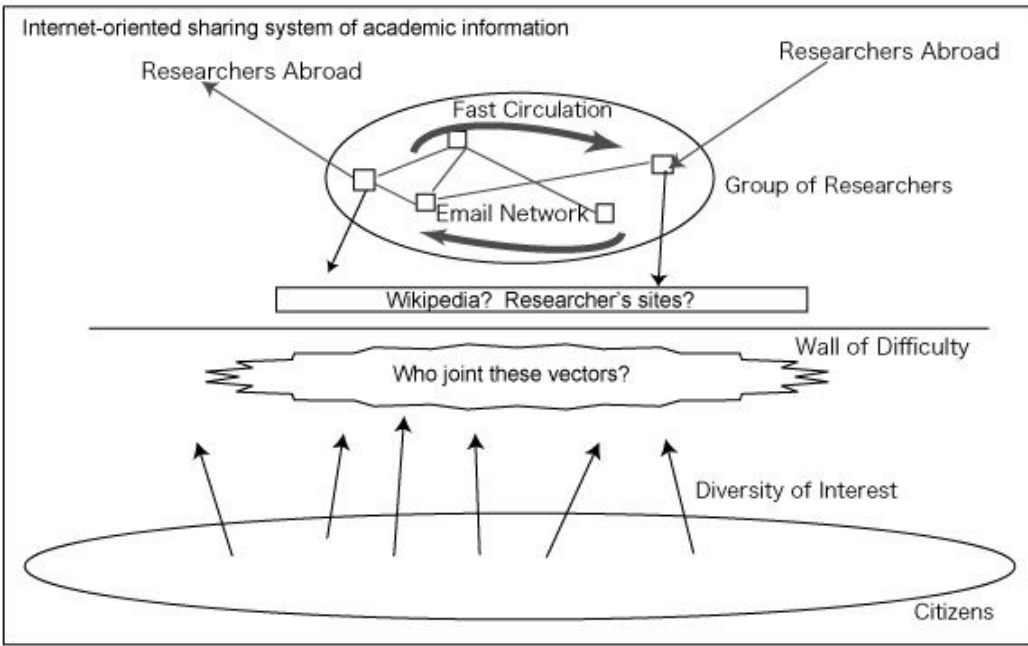 Internet-oriented sharing system of academic information
Researchers Abroad
Researchers Abroad
Fast Circulation
Group of Researchers
Email Network
Wikipedia? Researcher's sites?
Wall of Difficulty
Who joint these vectors?
Diversity of Interest
Citizens